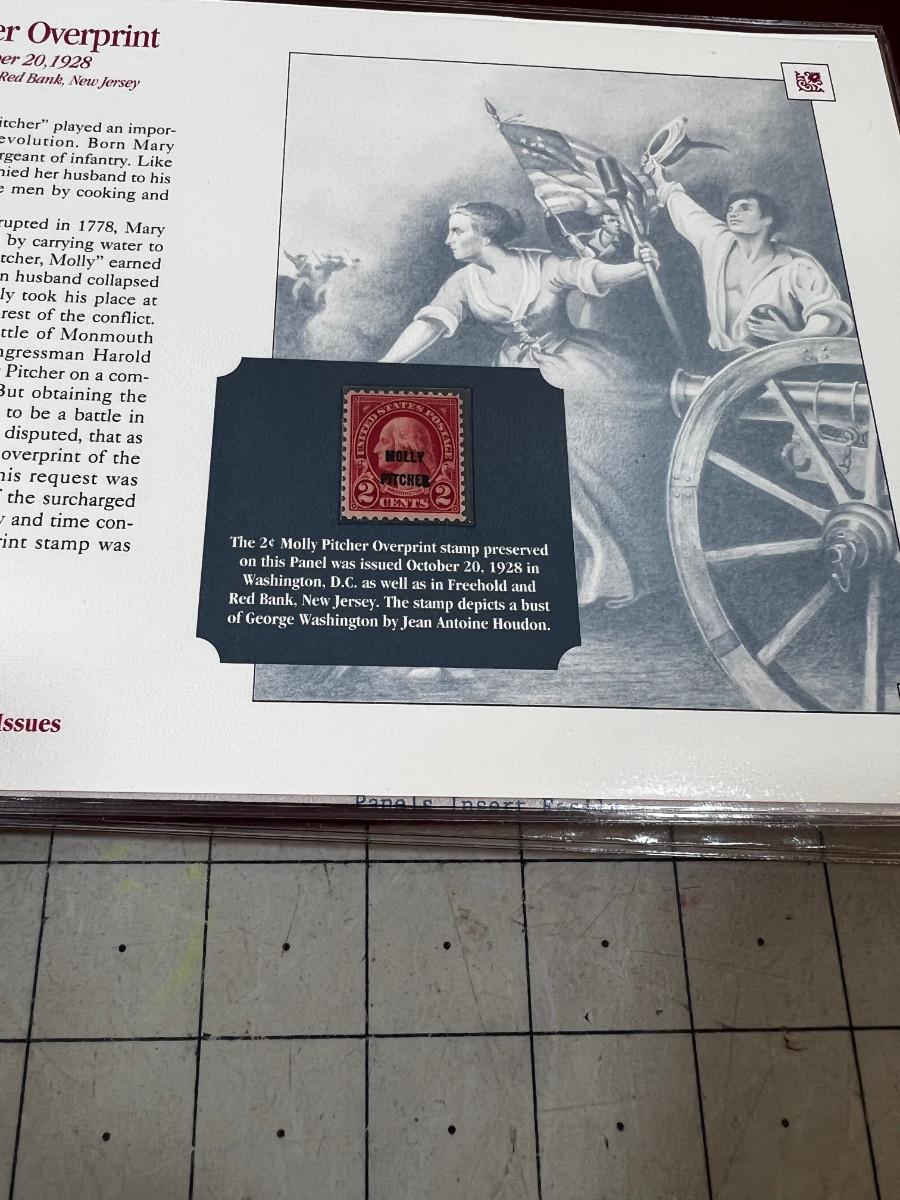 er Overprint
ber 20, 1928
Red Bank, New Jersey
itcher" played an impor-
evolution. Born Mary
rgeant of infantry. Like
nied her husband to his
e men by cooking and
rupted in 1778, Mary
by carrying water to
tcher, Molly" earned
n husband collapsed
ly took his place at
rest of the conflict.
ttle of Monmouth
ngressman Harold
Pitcher on a com-
But obtaining the
to be a battle in
disputed, that as
overprint of the
his request was
f the surcharged
y and time con-
rint stamp was
Issues
UNITED STATES POSTAGE
MOLLY
PITCHER
WASHINGTON
2 CENTS 2
The 2¢ Molly Pitcher Overprint stamp preserved
on this Panel was issued October 20, 1928 in
Washington, D.C. as well as in Freehold and
Red Bank, New Jersey. The stamp depicts a bust
of George Washington by Jean Antoine Houdon.
Panels Insert Easily